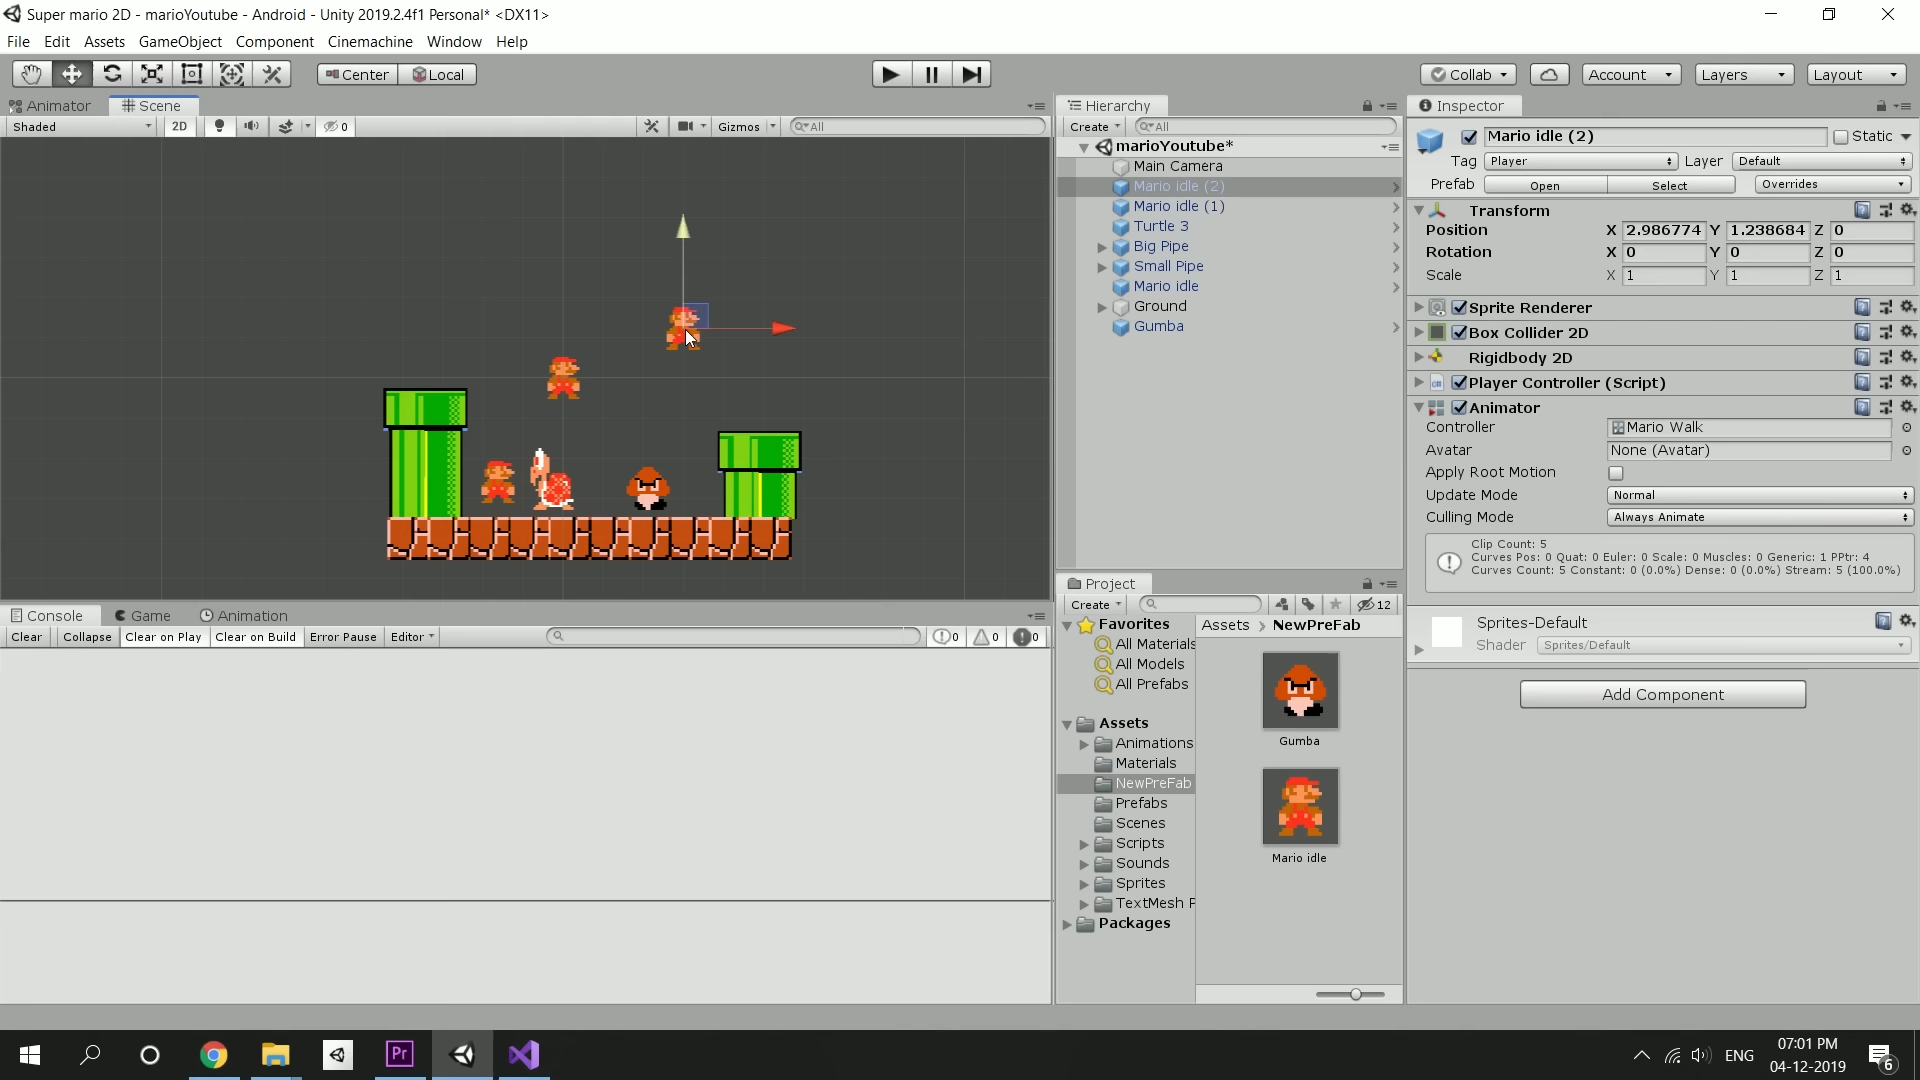 Super mario 2D - marioYoutube - Android - Unity 2019.2.4f1 Personal* <DX11>
File Edit Assets GameObject Component Cinemachine Window Help
Center Local
Collab Account Layers Layout
Animator Scene
Shaded 2D 0 Gizmos All
Hierarchy
Create All
marioYoutube*
Main Camera
Mario idle (2)
Mario idle (1)
Turtle 3
Big Pipe
Small Pipe
Mario idle
Ground
Gumba
Inspector
Mario idle (2) Static
Tag Player Layer Default
Prefab Open Select Overrides
Transform
Position X 2.986774 Y 1.238684 Z 0
Rotation X 0 Y 0 Z 0
Scale X 1 Y 1 Z 1
Sprite Renderer
Box Collider 2D
Rigidbody 2D
Player Controller (Script)
Animator
Controller Mario Walk
Avatar None (Avatar)
Apply Root Motion
Update Mode Normal
Culling Mode Always Animate
Clip Count: 5
Curves Pos: 0 Quat: 0 Euler: 0 Scale: 0 Muscles: 0 Generic: 1 PPtr: 4
Curves Count: 5 Constant: 0 (0.0%) Dense: 0 (0.0%) Stream: 5 (100.0%)
Sprites-Default
Shader Sprites/Default
Add Component
Console Game Animation
Clear Collapse Clear on Play Clear on Build Error Pause Editor 0 0 0
Project
Create 12
Favorites
All Materials
All Models
All Prefabs
Assets
Animations
Materials
NewPreFab
Prefabs
Scenes
Scripts
Sounds
Sprites
TextMesh P
Packages
Assets > NewPreFab
Gumba
Mario idle
Pr
ENG
07:01 PM
04-12-2019
6